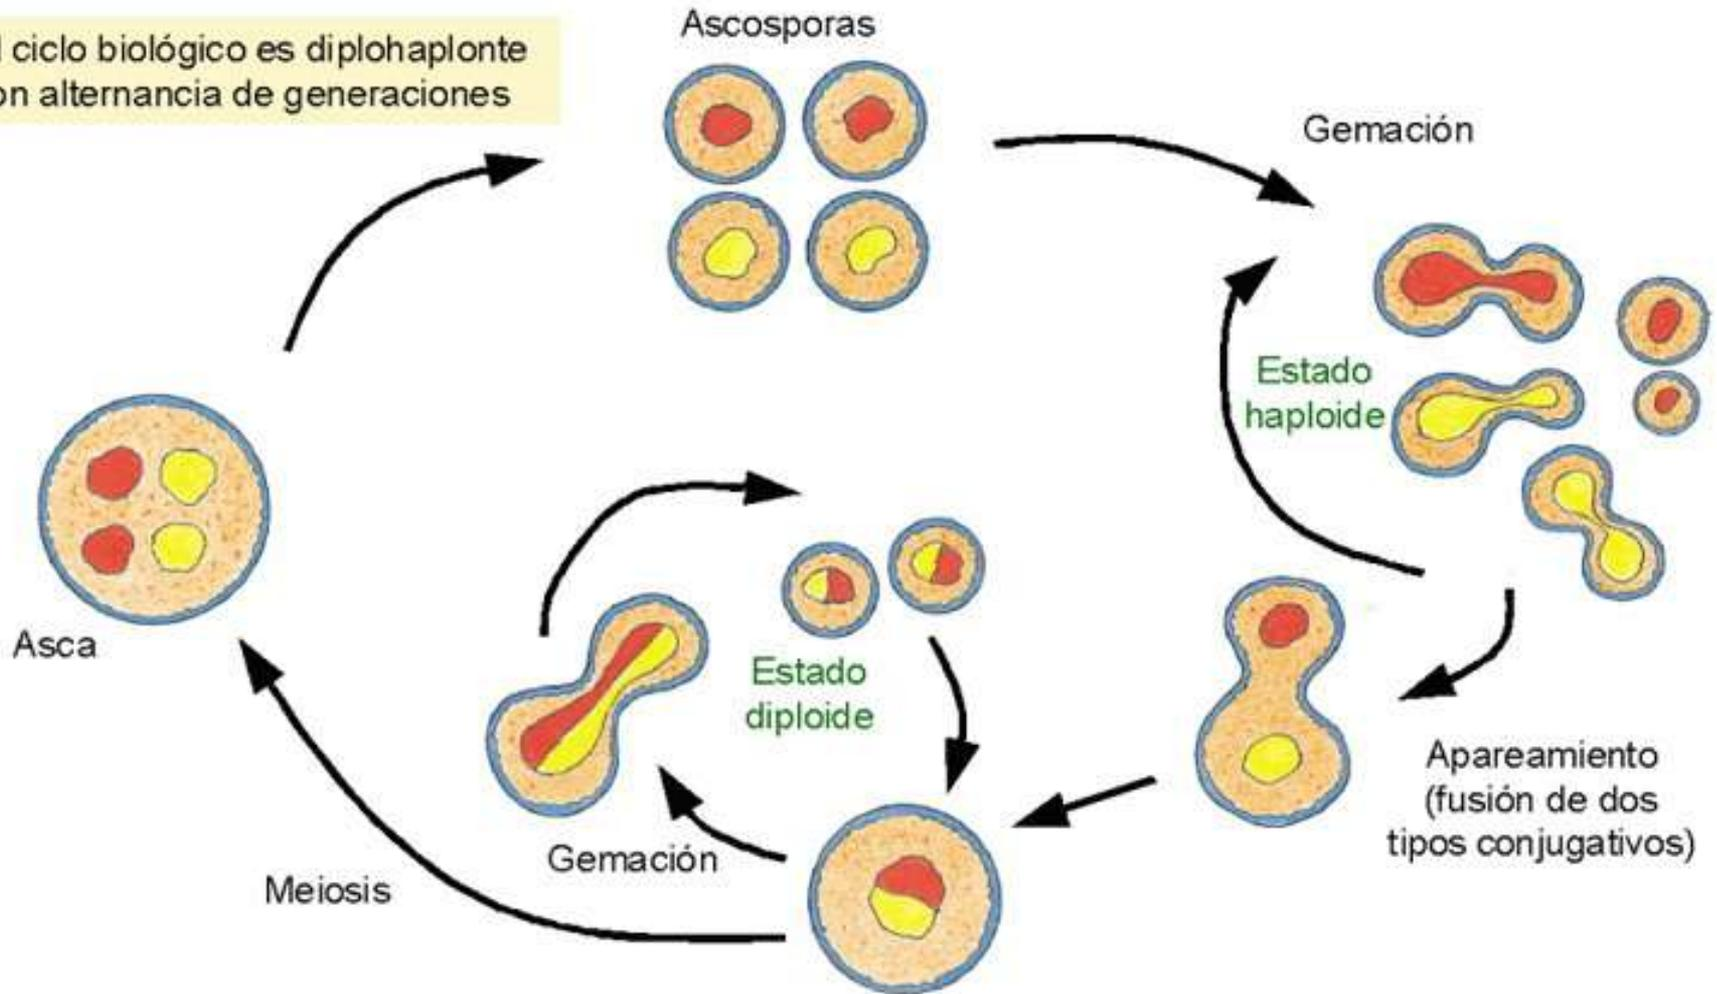 l ciclo biológico es diplohaplonte
on alternancia de generaciones
Ascosporas
Gemación
Estado
haploide
Asca
Estado
diploide
Apareamiento
(fusión de dos
tipos conjugativos)
Gemación
Meiosis